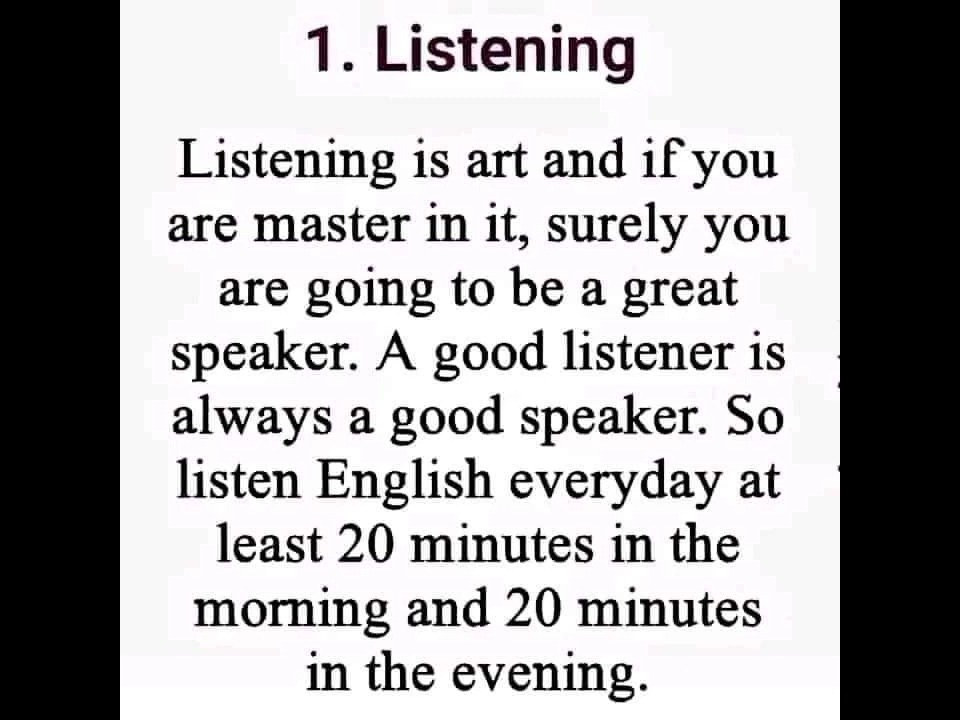 1. Listening
Listening is art and if you
are master in it, surely you
are going to be a great
speaker. A good listener is
always a good speaker. So
listen English everyday at
least 20 minutes in the
morning and 20 minutes
in the evening.